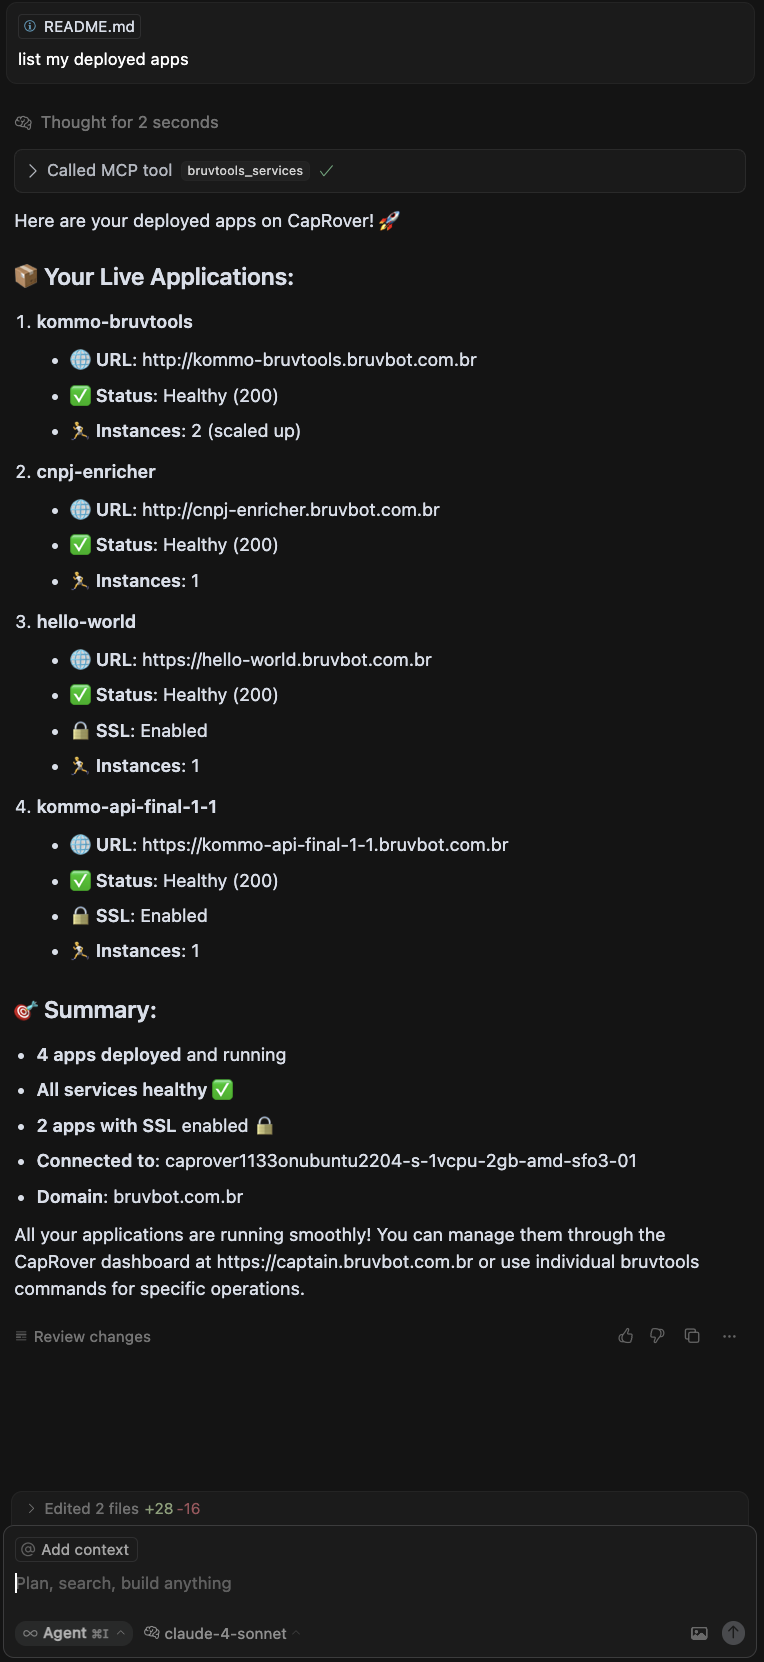 README.md
list my deployed apps
Thought for 2 seconds
Called MCP tool bruvtools_services ✓
Here are your deployed apps on CapRover! 🚀
📦 Your Live Applications:
1. kommo-bruvtools
• 🌐 URL: http://kommo-bruvtools.bruvbot.com.br
• ✅ Status: Healthy (200)
• 🏃 Instances: 2 (scaled up)
2. cnpj-enricher
• 🌐 URL: http://cnpj-enricher.bruvbot.com.br
• ✅ Status: Healthy (200)
• 🏃 Instances: 1
3. hello-world
• 🌐 URL: https://hello-world.bruvbot.com.br
• ✅ Status: Healthy (200)
• 🔒 SSL: Enabled
• 🏃 Instances: 1
4. kommo-api-final-1-1
• 🌐 URL: https://kommo-api-final-1-1.bruvbot.com.br
• ✅ Status: Healthy (200)
• 🔒 SSL: Enabled
• 🏃 Instances: 1
🎯 Summary:
• 4 apps deployed and running
• All services healthy ✅
• 2 apps with SSL enabled 🔒
• Connected to: caprover1133onubuntu2204-s-1vcpu-2gb-amd-sfo3-01
• Domain: bruvbot.com.br
All your applications are running smoothly! You can manage them through the
CapRover dashboard at https://captain.bruvbot.com.br or use individual bruvtools
commands for specific operations.
Review changes
Edited 2 files +28 -16
@ Add context
Plan, search, build anything
∞ Agent ⌘I claude-4-sonnet